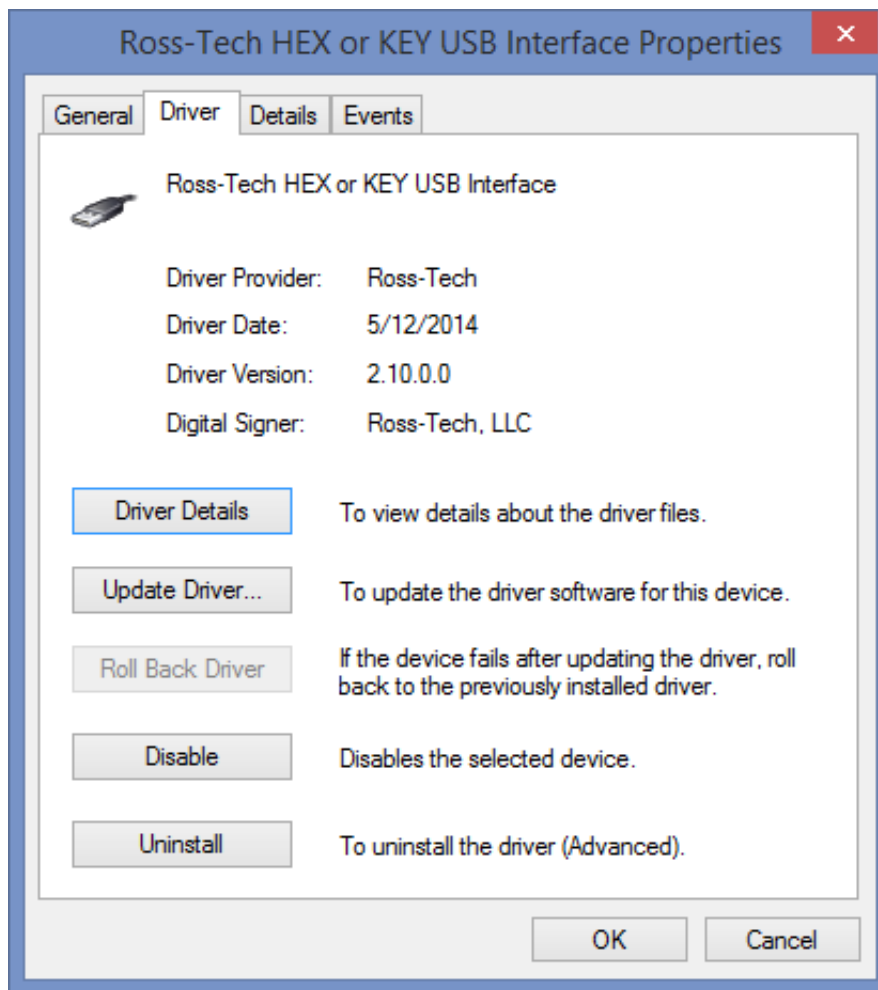 Ross-Tech HEX or KEY USB Interface Properties
General Driver Details Events
Ross-Tech HEX or KEY USB Interface
Driver Provider: Ross-Tech
Driver Date: 5/12/2014
Driver Version: 2.10.0.0
Digital Signer: Ross-Tech, LLC
Driver Details To view details about the driver files.
Update Driver... To update the driver software for this device.
Roll Back Driver If the device fails after updating the driver, roll
back to the previously installed driver.
Disable Disables the selected device.
Uninstall To uninstall the driver (Advanced).
OK Cancel